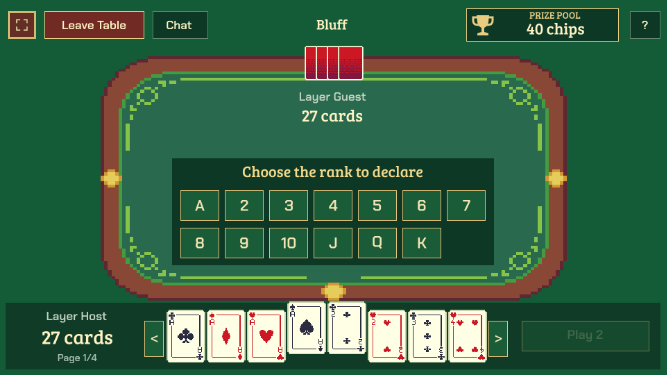 Leave Table
Chat
Bluff
PRIZE POOL
40 chips
?
Layer Guest
27 cards
Choose the rank to declare
A 2 3 4 5 6 7
8 9 10 J Q K
Layer Host
27 cards
Page 1/4
<
>
Play 2